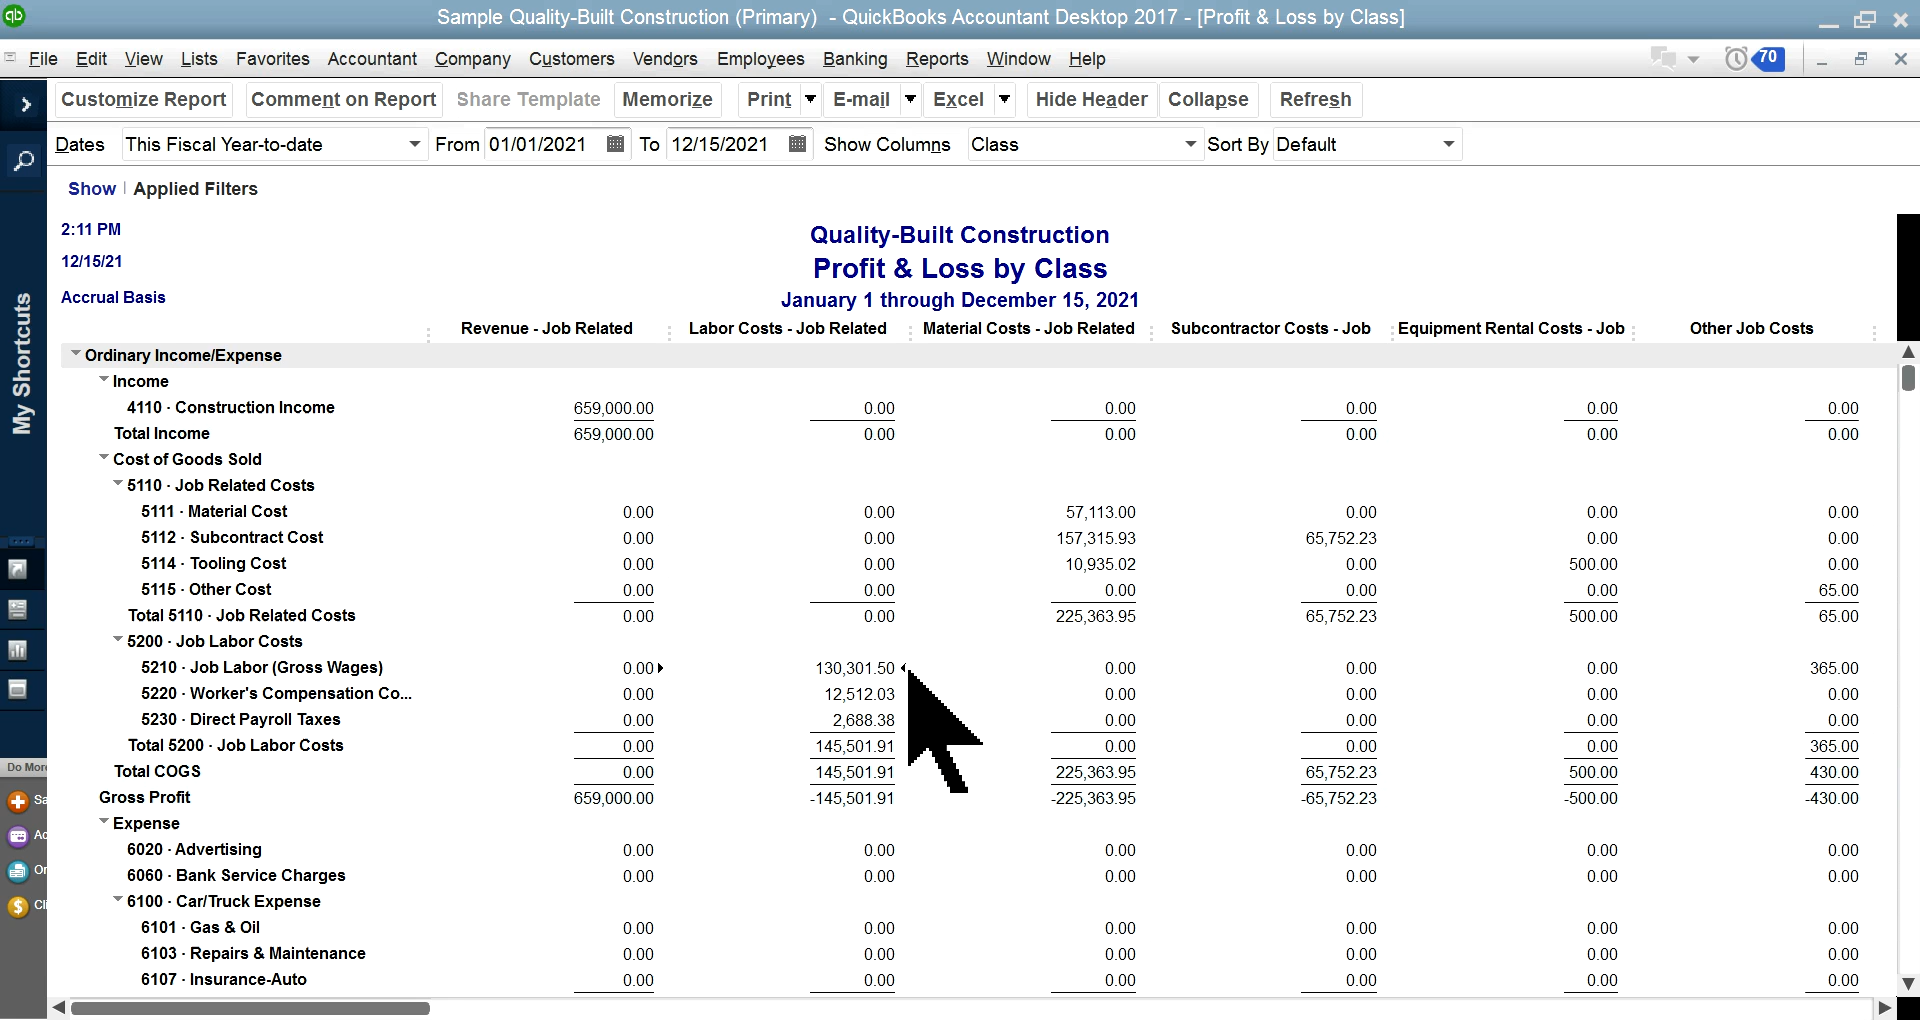 qb Sample Quality-Built Construction (Primary) - QuickBooks Accountant Desktop 2017 - [Profit & Loss by Class]
File Edit View Lists Favorites Accountant Company Customers Vendors Employees Banking Reports Window Help 70
Customize Report Comment on Report Share Template Memorize Print E-mail Excel Hide Header Collapse Refresh
Dates This Fiscal Year-to-date From 01/01/2021 To 12/15/2021 Show Columns Class Sort By Default
Show | Applied Filters
2:11 PM
12/15/21
Accrual Basis
Quality-Built Construction
Profit & Loss by Class
January 1 through December 15, 2021
Revenue - Job Related Labor Costs - Job Related Material Costs - Job Related Subcontractor Costs - Job Equipment Rental Costs - Job Other Job Costs
Ordinary Income/Expense
Income
4110 · Construction Income 659,000.00 0.00 0.00 0.00 0.00 0.00
Total Income 659,000.00 0.00 0.00 0.00 0.00 0.00
Cost of Goods Sold
5110 · Job Related Costs
5111 · Material Cost 0.00 0.00 57,113.00 0.00 0.00 0.00
5112 · Subcontract Cost 0.00 0.00 157,315.93 65,752.23 0.00 0.00
5114 · Tooling Cost 0.00 0.00 10,935.02 0.00 500.00 0.00
5115 · Other Cost 0.00 0.00 0.00 0.00 0.00 65.00
Total 5110 · Job Related Costs 0.00 0.00 225,363.95 65,752.23 500.00 65.00
5200 · Job Labor Costs
5210 · Job Labor (Gross Wages) 0.00 130,301.50 0.00 0.00 0.00 365.00
5220 · Worker's Compensation Co... 0.00 12,512.03 0.00 0.00 0.00 0.00
5230 · Direct Payroll Taxes 0.00 2,688.38 0.00 0.00 0.00 0.00
Total 5200 · Job Labor Costs 0.00 145,501.91 0.00 0.00 0.00 365.00
Total COGS 0.00 145,501.91 225,363.95 65,752.23 500.00 430.00
Gross Profit 659,000.00 -145,501.91 -225,363.95 -65,752.23 -500.00 -430.00
Expense
6020 · Advertising 0.00 0.00 0.00 0.00 0.00 0.00
6060 · Bank Service Charges 0.00 0.00 0.00 0.00 0.00 0.00
6100 · Car/Truck Expense
6101 · Gas & Oil 0.00 0.00 0.00 0.00 0.00 0.00
6103 · Repairs & Maintenance 0.00 0.00 0.00 0.00 0.00 0.00
6107 · Insurance-Auto 0.00 0.00 0.00 0.00 0.00 0.00
My Shortcuts
Do More
Sa
Ac
Or
Cli